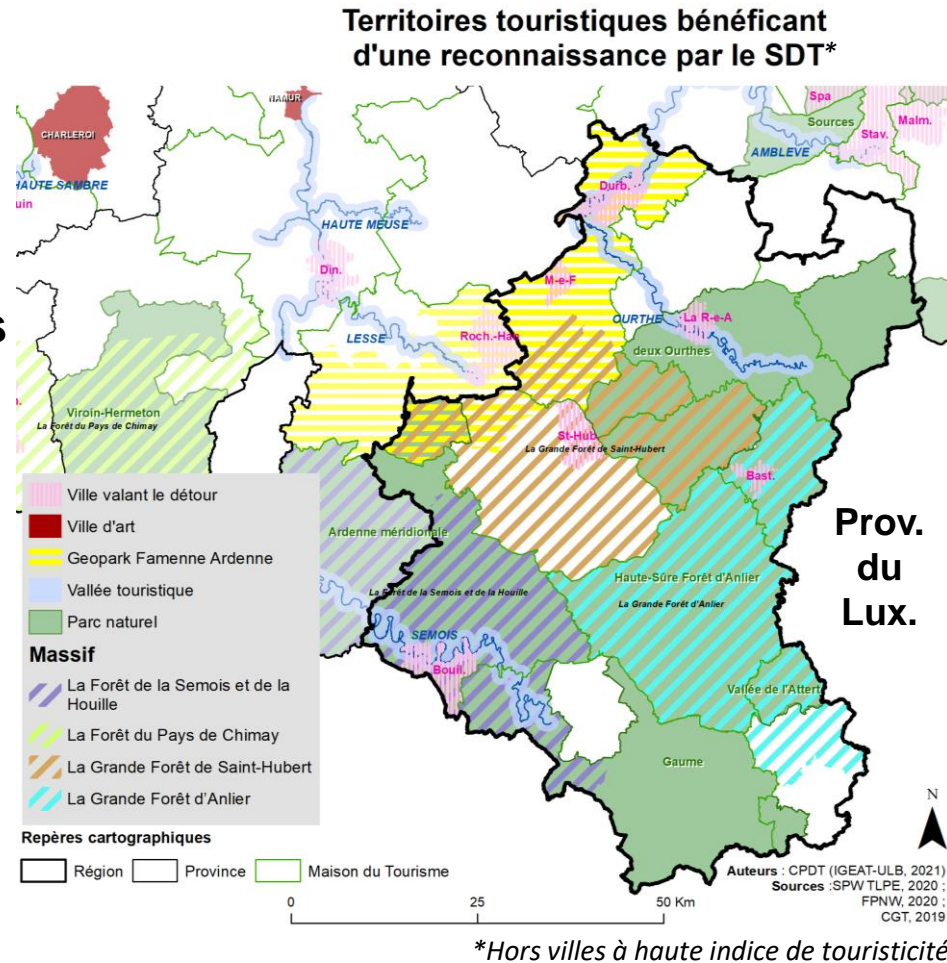 Territoires touristiques bénéficant
d'une reconnaissance par le SDT*
NAMUR
CHARLEROI
HAUTE SAMBRE
uin
HAUTE MEUSE
Din.
LESSE
Roch.-Han
Spa
Sources
Malm.
Stav.
AMBLEVE
Durb.
M-e-F
OURTHE
La R-e-A
deux Ourthes
s
Viroin-Hermeton
La Forêt du Pays de Chimay
St-Hub.
La Grande Forêt de Saint-Hubert
Bast.
Ardenne méridionale
La Forêt de la Semois et de la Houille
Haute-Sûre Forêt d'Anlier
La Grande Forêt d'Anlier
Prov.
du
Lux.
SEMOIS
Bouil.
Vallée de l'Attert
Gaume
Ville valant le détour
Ville d'art
Geopark Famenne Ardenne
Vallée touristique
Parc naturel
Massif
La Forêt de la Semois et de la
Houille
La Forêt du Pays de Chimay
La Grande Forêt de Saint-Hubert
La Grande Forêt d'Anlier
Repères cartographiques
Région
Province
Maison du Tourisme
0 25 50 Km
N
Auteurs : CPDT (IGEAT-ULB, 2021)
Sources :SPW TLPE, 2020 ;
FPNW, 2020 ;
CGT, 2019
*Hors villes à haute indice de touristicité